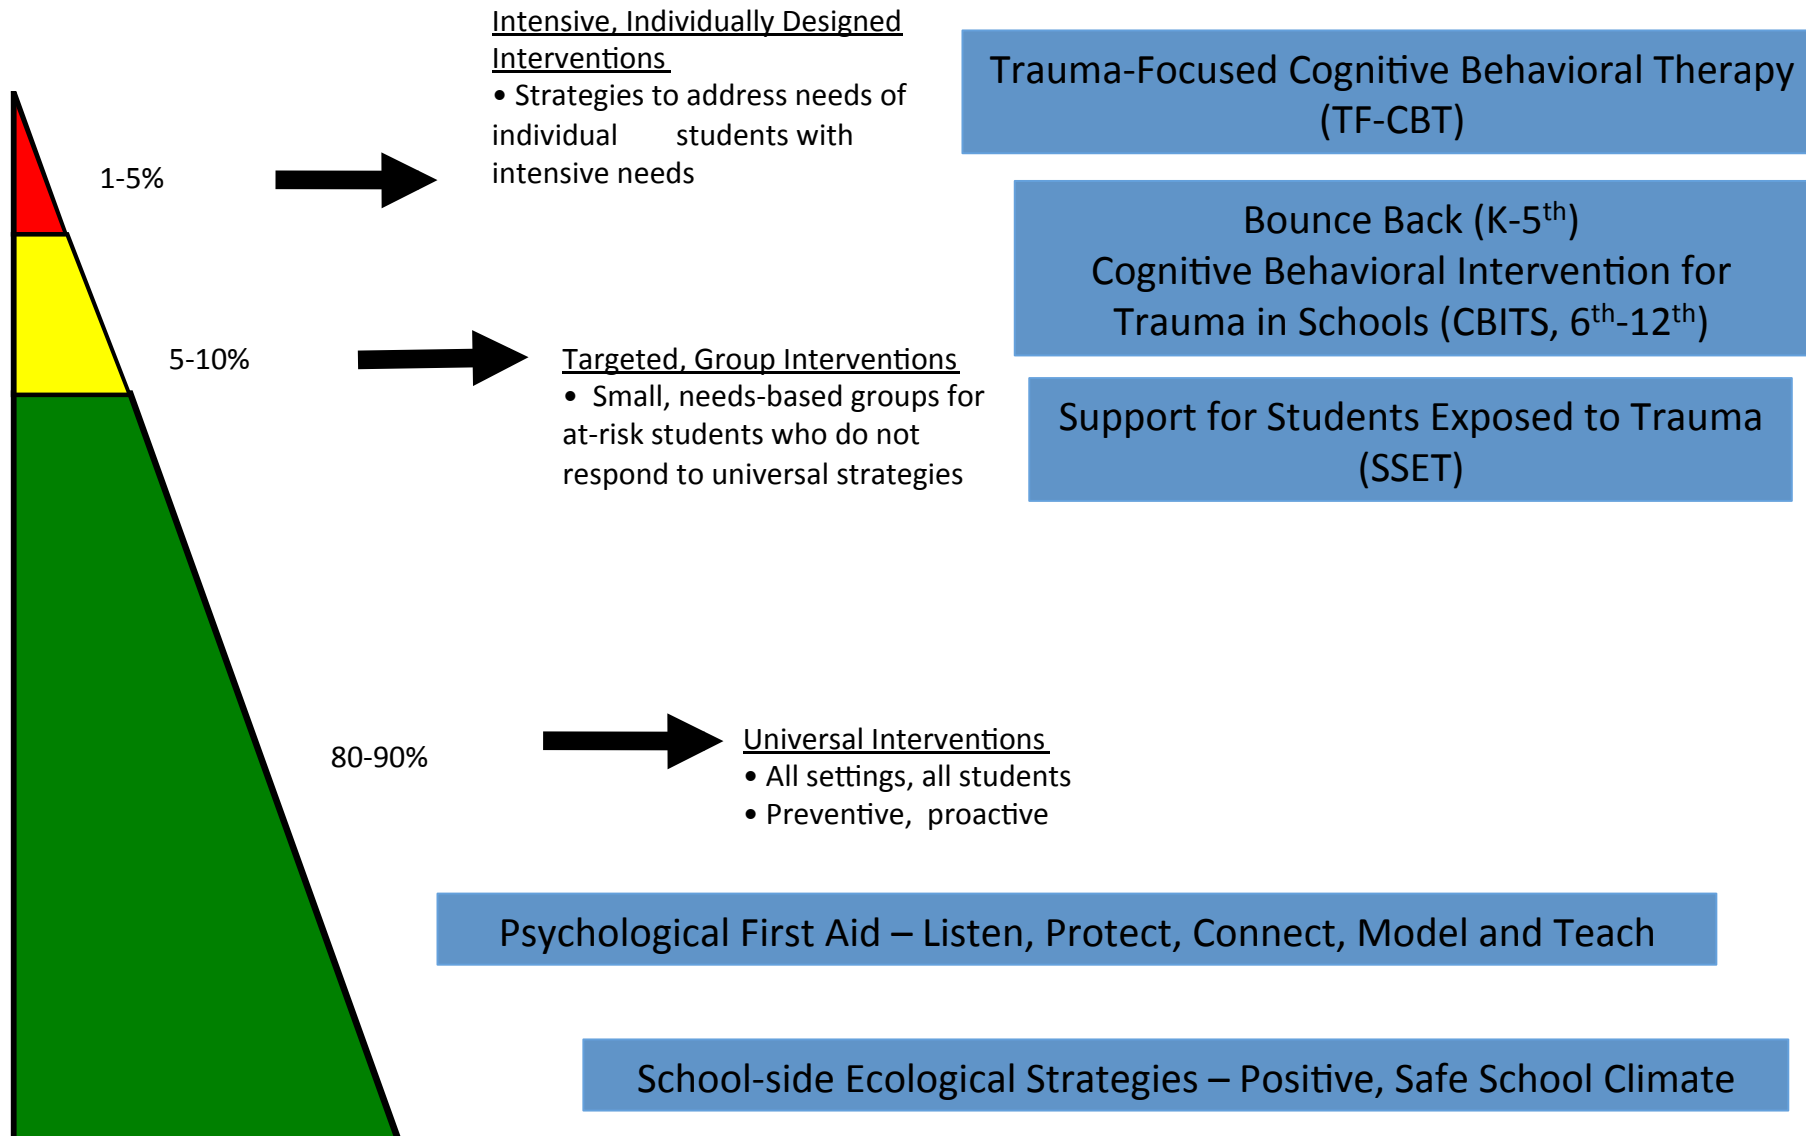 Intensive, Individually Designed
Interventions
• Strategies to address needs of
individual students with
intensive needs
Trauma-Focused Cognitive Behavioral Therapy
(TF-CBT)
1-5%
Bounce Back (K-5th)
Cognitive Behavioral Intervention for
Trauma in Schools (CBITS, 6th-12th)
5-10%
Targeted, Group Interventions
• Small, needs-based groups for
at-risk students who do not
respond to universal strategies
Support for Students Exposed to Trauma
(SSET)
80-90%
Universal Interventions
• All settings, all students
• Preventive, proactive
Psychological First Aid – Listen, Protect, Connect, Model and Teach
School-side Ecological Strategies – Positive, Safe School Climate